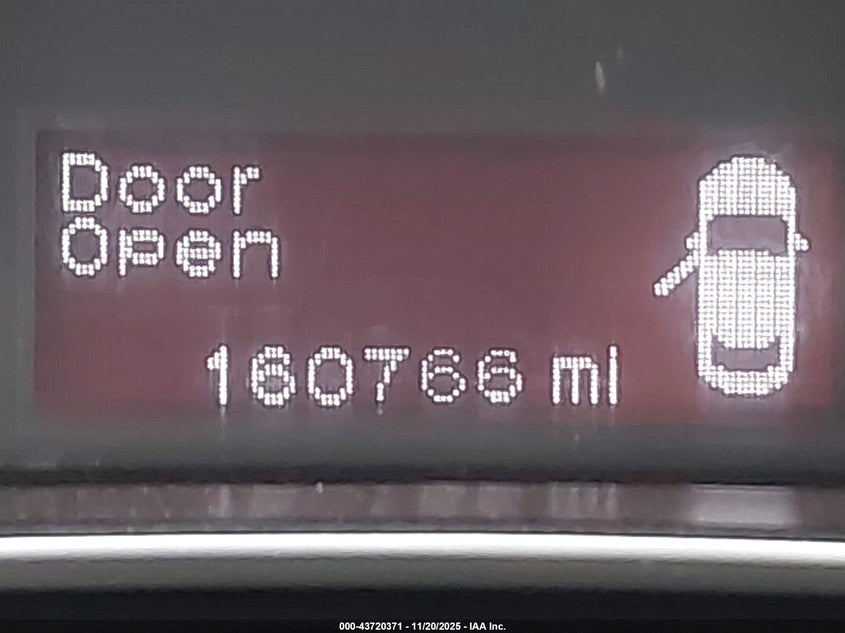 Door
Open
160766 mi
000-43720371 - 11/20/2025 - IAA Inc.